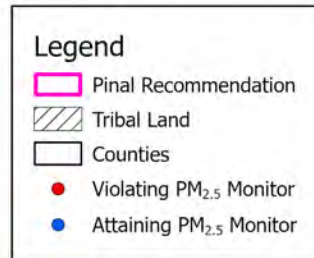 Legend
Pinal Recommendation
Tribal Land
Counties
Violating PM2.5 Monitor
Attaining PM2.5 Monitor